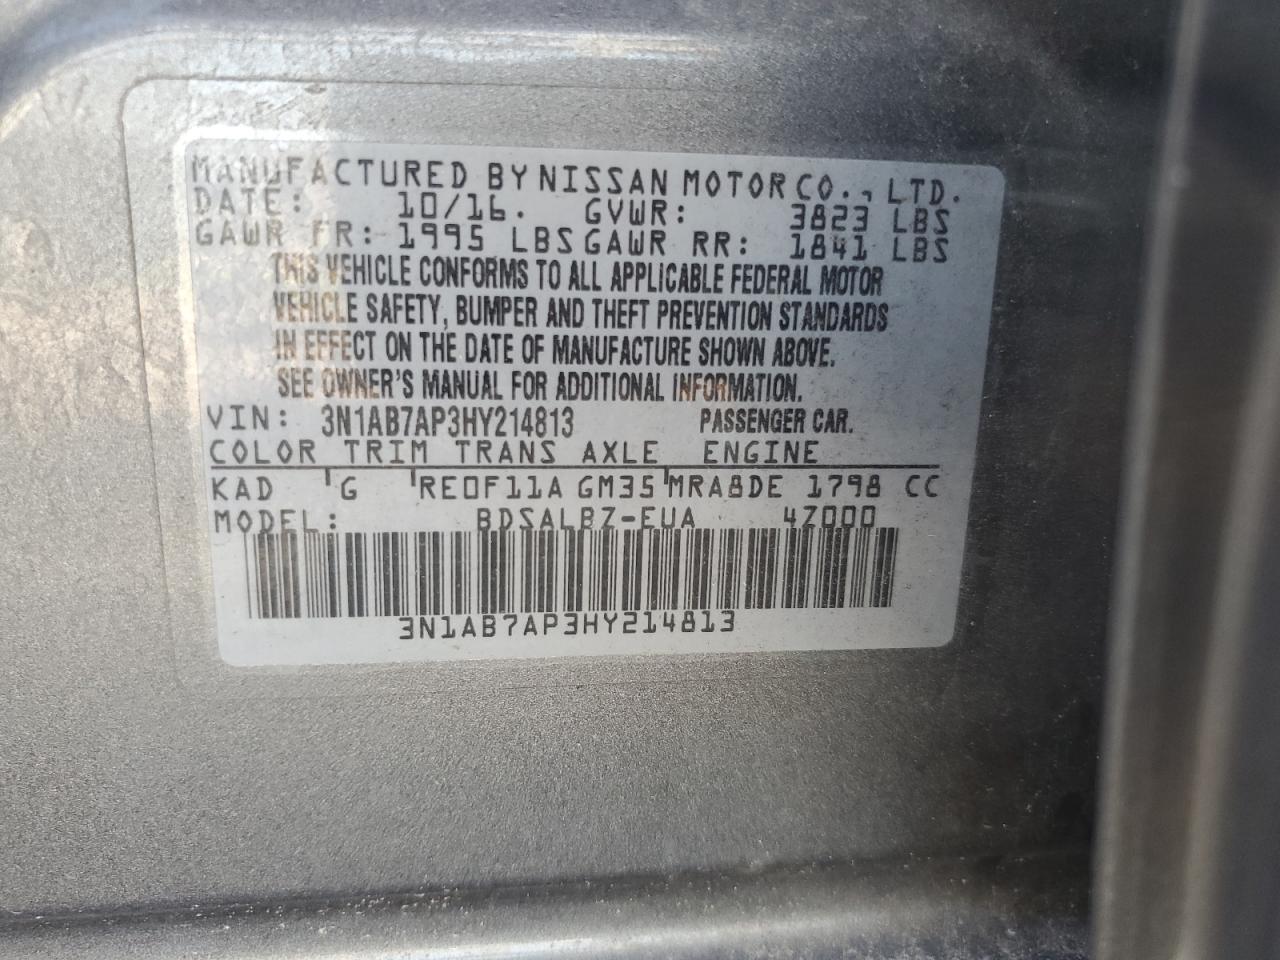 MANUFACTURED BY NISSAN MOTOR CO., LTD.
DATE: 10/16. GVWR: 3823 LBS
GAWR FR: 1995 LBS GAWR RR: 1841 LBS
THIS VEHICLE CONFORMS TO ALL APPLICABLE FEDERAL MOTOR
VEHICLE SAFETY, BUMPER AND THEFT PREVENTION STANDARDS
IN EFFECT ON THE DATE OF MANUFACTURE SHOWN ABOVE.
SEE OWNER'S MANUAL FOR ADDITIONAL INFORMATION.
VIN: 3N1AB7AP3HY214813 PASSENGER CAR.
COLOR TRIM TRANS AXLE ENGINE
KAD G RE0F11A GM35 MRA8DE 1798 CC
MODEL: BDSALBZ-EUA 4Z000
3N1AB7AP3HY214813